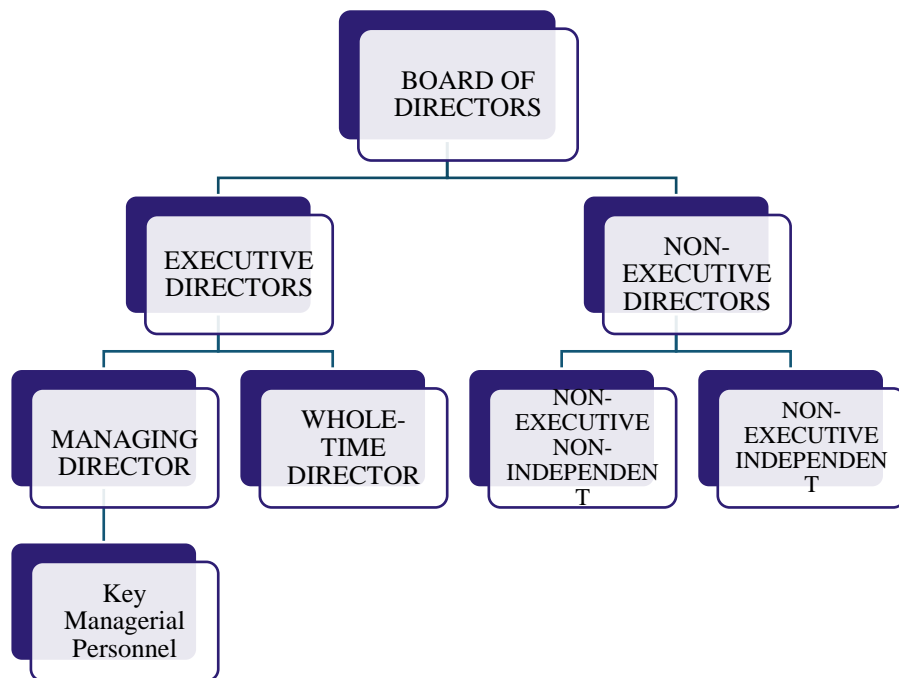 BOARD OF
DIRECTORS
EXECUTIVE
DIRECTORS
NON-
EXECUTIVE
DIRECTORS
MANAGING
DIRECTOR
WHOLE-
TIME
DIRECTOR
NON-
EXECUTIVE
NON-
INDEPENDEN
T
NON-
EXECUTIVE
INDEPENDEN
T
Key
Managerial
Personnel